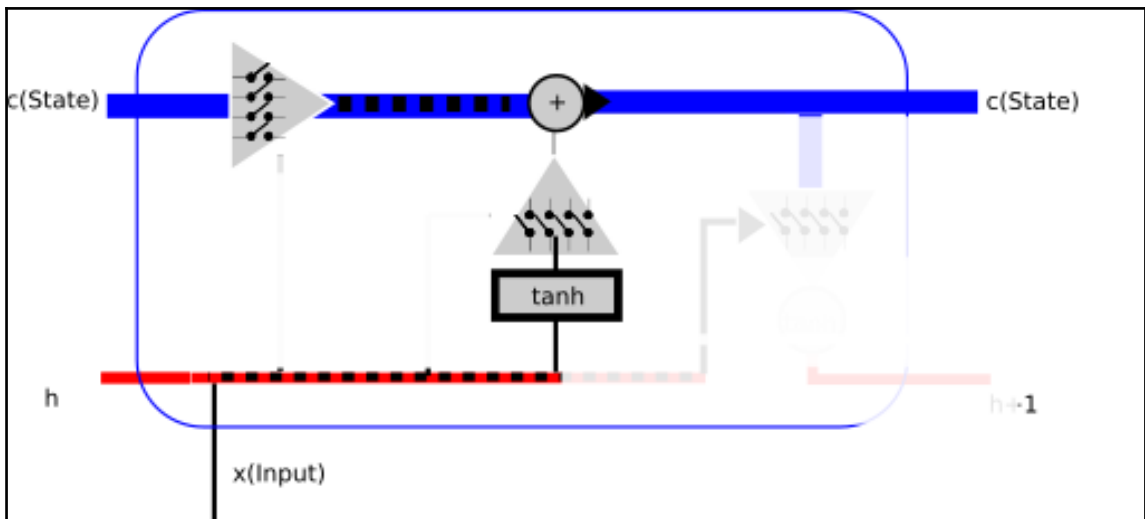 c(State)
+
c(State)
tanh
h
h+1
x(Input)